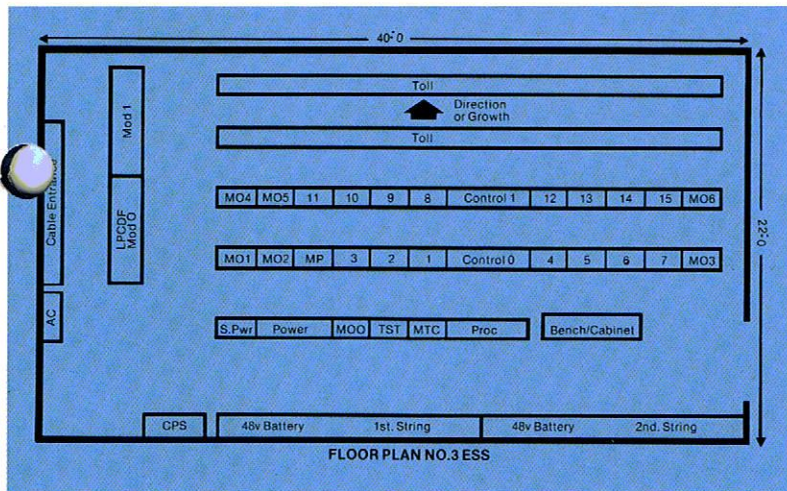 40'0
Toll
Direction
or Growth
Toll
Mod 1
LPCDF
Mod O
Cable Entrance
AC
MO4 MO5 11 10 9 8 Control 1 12 13 14 15 MO6
MO1 MO2 MP 3 2 1 Control 0 4 5 6 7 MO3
22'0
S.Pwr Power MOO TST MTC Proc Bench/Cabinet
CPS 48v Battery 1st. String 48v Battery 2nd. String
FLOOR PLAN NO.3 ESS